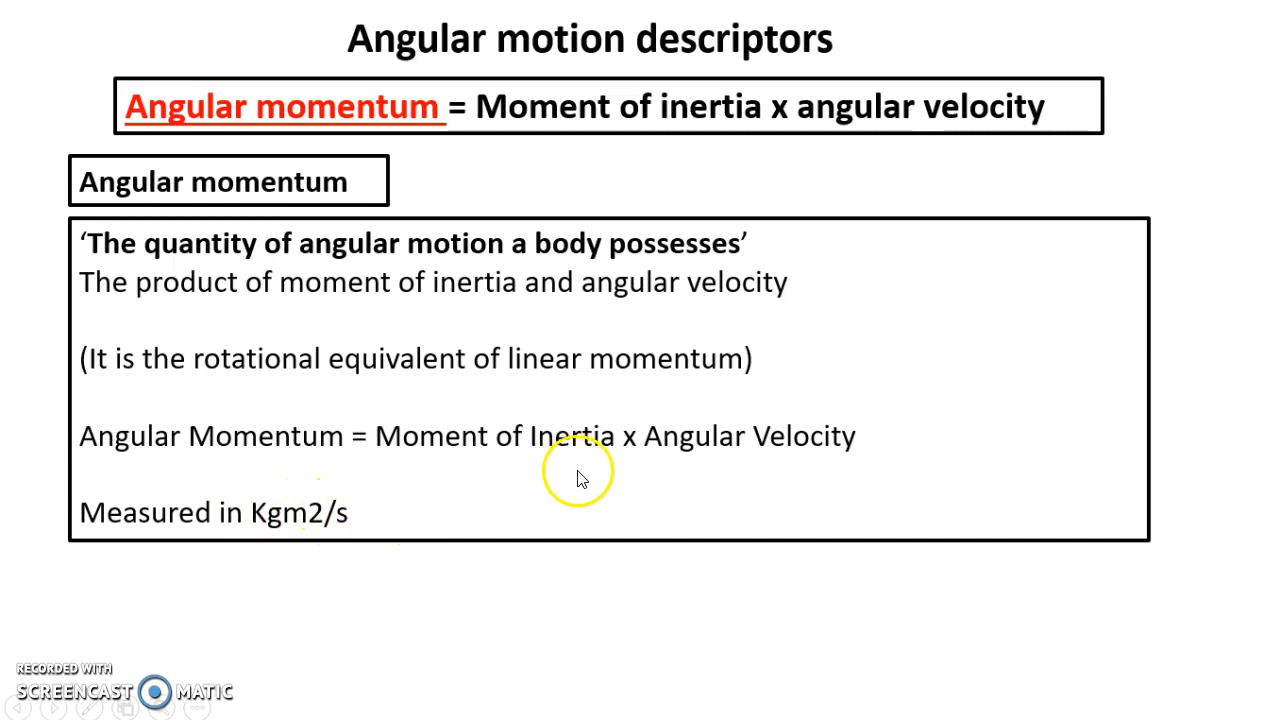 Angular motion descriptors
Angular momentum = Moment of inertia x angular velocity
Angular momentum
‘The quantity of angular motion a body possesses’
The product of moment of inertia and angular velocity
(It is the rotational equivalent of linear momentum)
Angular Momentum = Moment of Inertia x Angular Velocity
Measured in Kgm2/s
RECORDED WITH
SCREENCAST MATIC